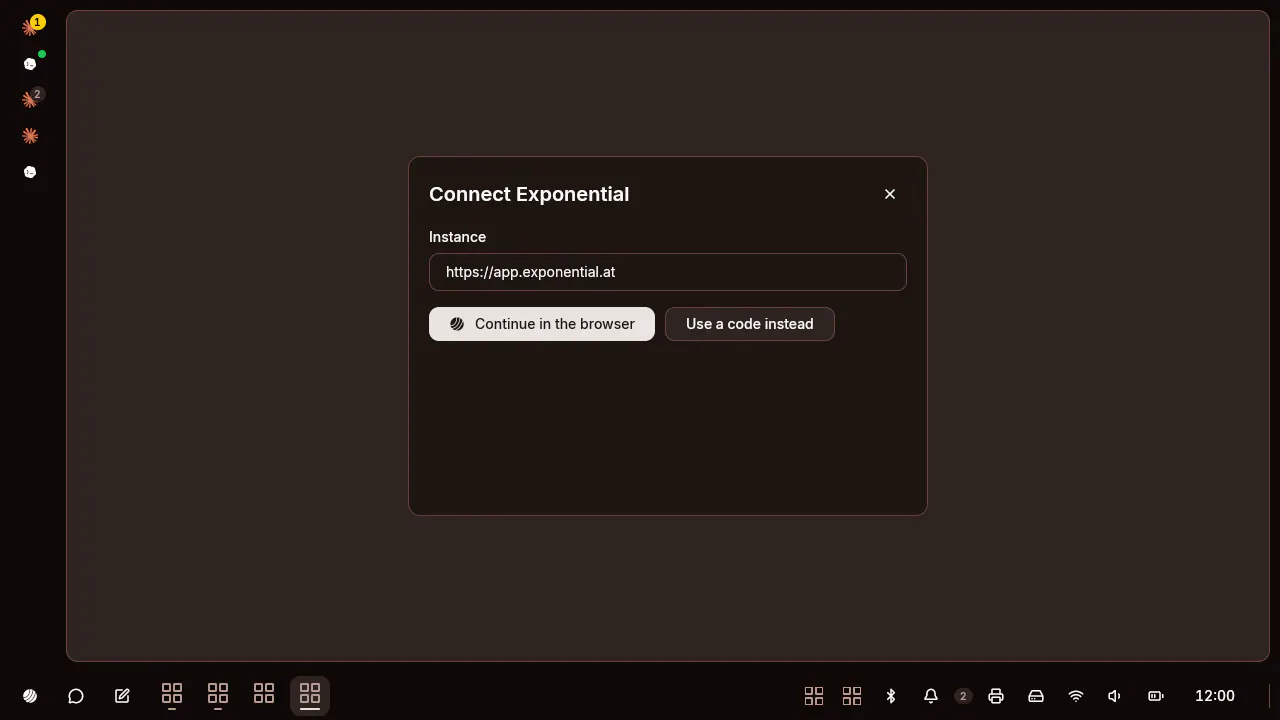 1
2
Connect Exponential
Instance
https://app.exponential.at
Continue in the browser
Use a code instead
2
12:00